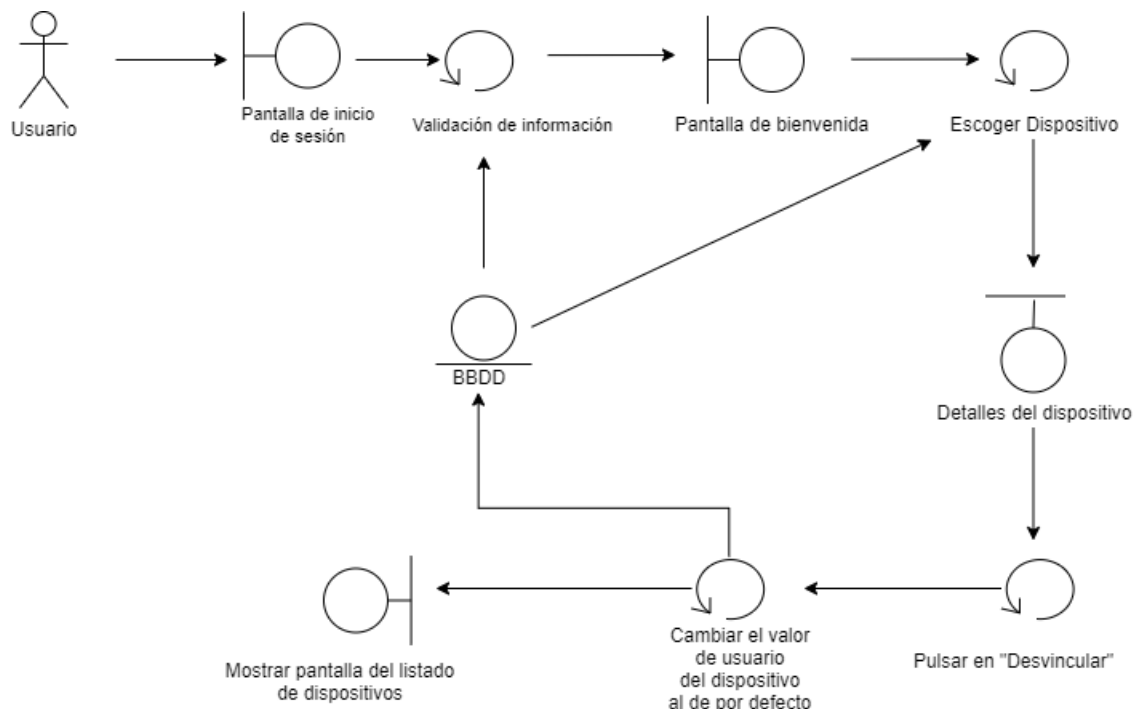 Usuario
Pantalla de inicio
de sesión
Validación de información
Pantalla de bienvenida
Escoger Dispositivo
BBDD
Detalles del dispositivo
Mostrar pantalla del listado
de dispositivos
Cambiar el valor
de usuario
del dispositivo
al de por defecto
Pulsar en "Desvincular"